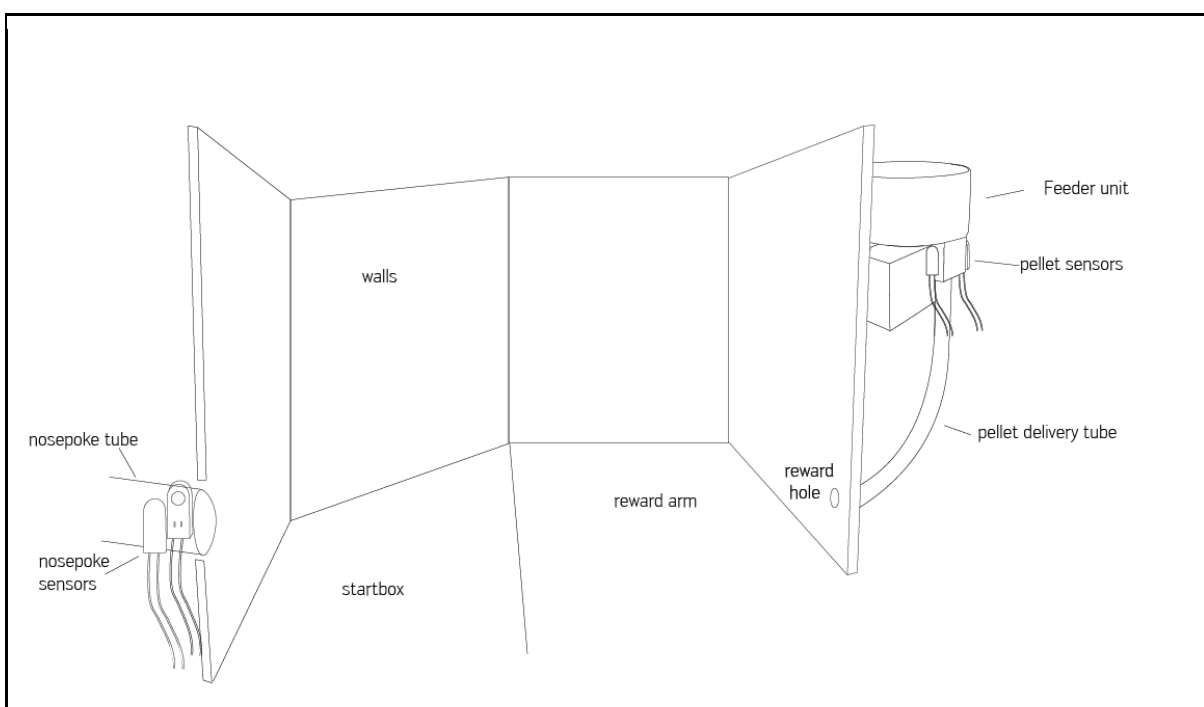 Feeder unit
walls
pellet sensors
nosepoke tube
pellet delivery tube
reward
hole
reward arm
nosepoke
sensors
startbox